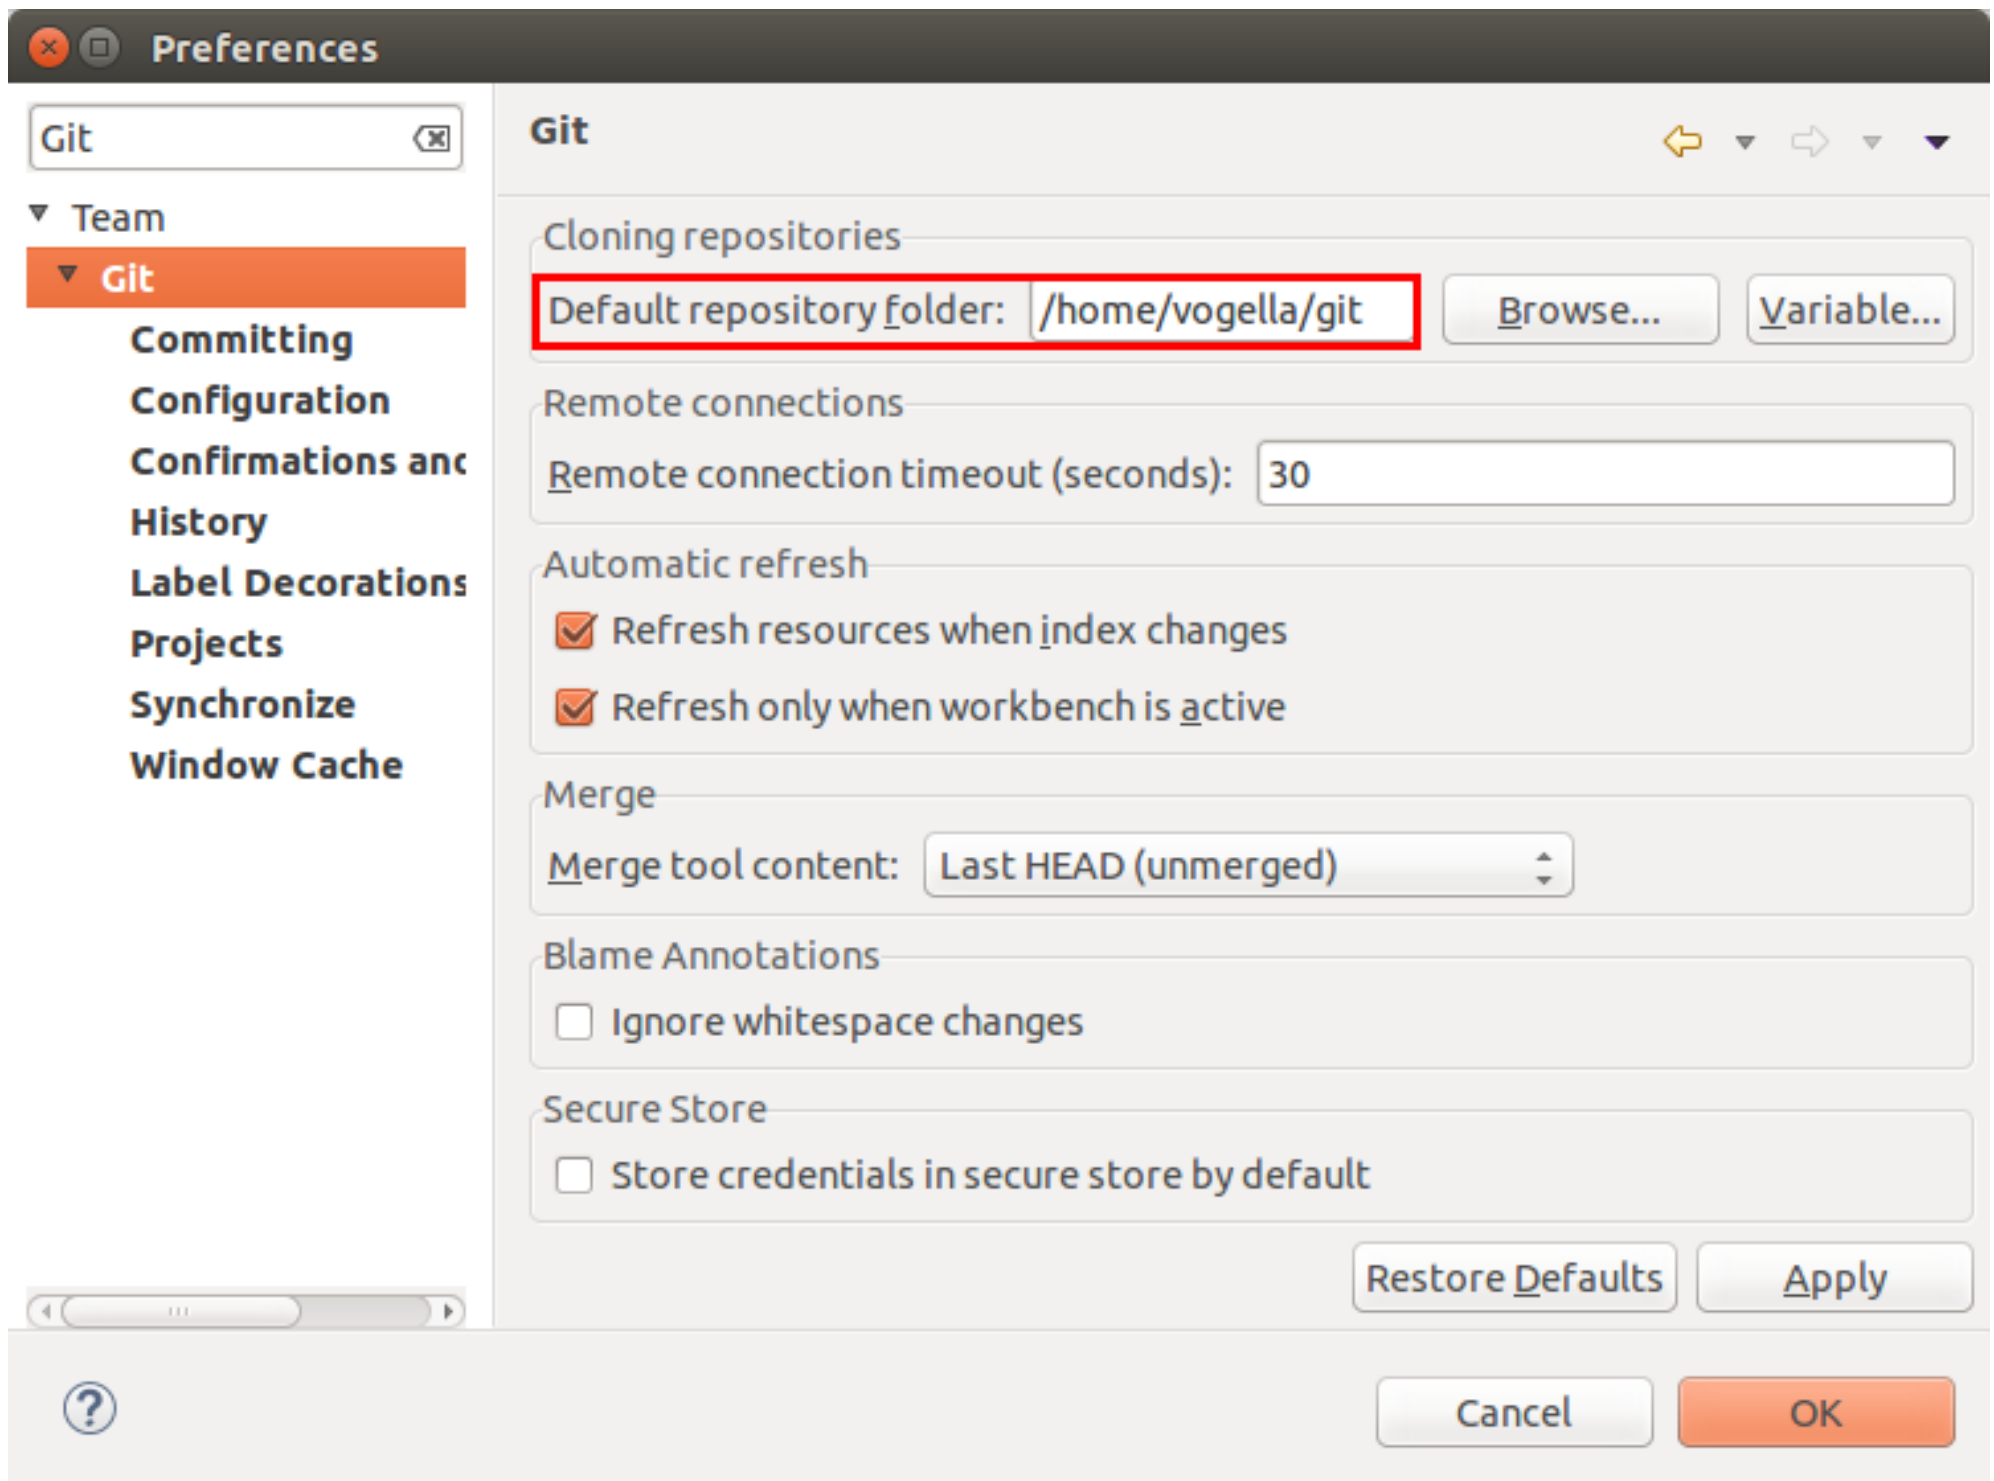 Preferences
Git
Team
Git
Committing
Configuration
Confirmations and
History
Label Decorations
Projects
Synchronize
Window Cache
Git
Cloning repositories
Default repository folder: /home/vogella/git Browse... Variable...
Remote connections
Remote connection timeout (seconds): 30
Automatic refresh
Refresh resources when index changes
Refresh only when workbench is active
Merge
Merge tool content: Last HEAD (unmerged)
Blame Annotations
Ignore whitespace changes
Secure Store
Store credentials in secure store by default
Restore Defaults Apply
? Cancel OK